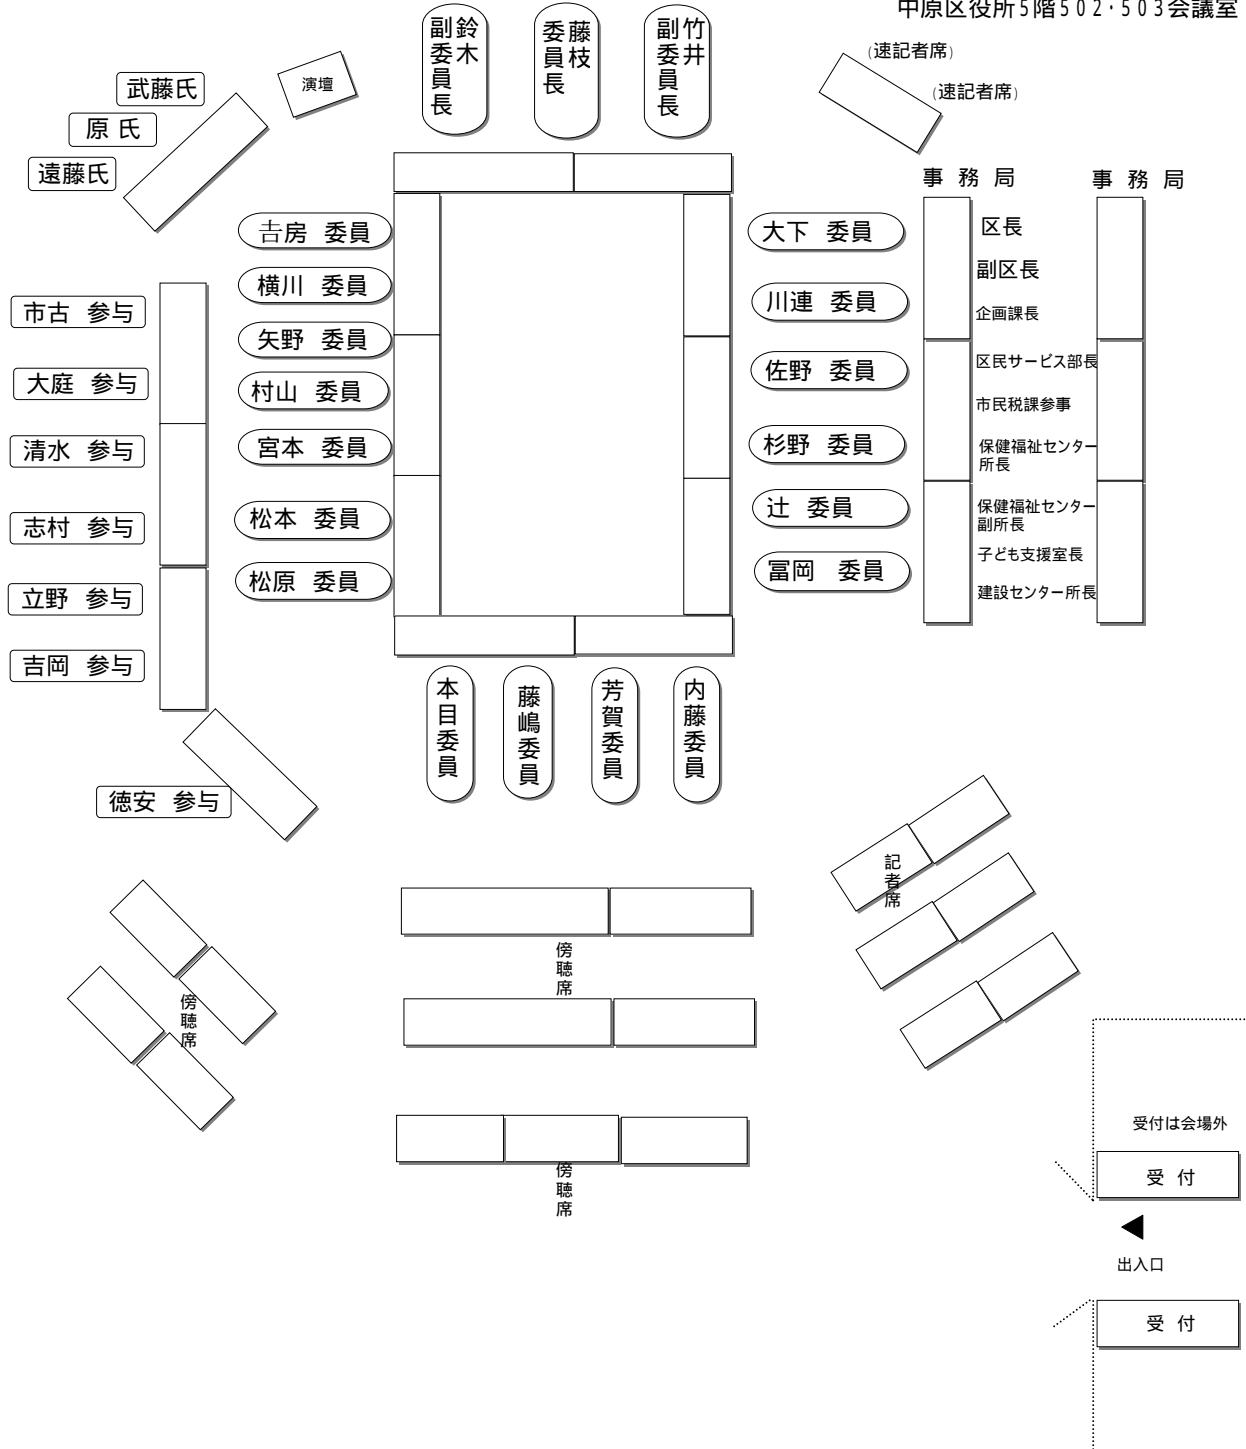 中原区役所5階502・503会議室
鈴木
副委員長
藤枝
委員長
竹井
副委員長
(速記者席)
(速記者席)
演壇
武藤氏
原 氏
遠藤氏
事 務 局
事 務 局
𠮷房 委員
横川 委員
矢野 委員
村山 委員
宮本 委員
松本 委員
松原 委員
大下 委員
川連 委員
佐野 委員
杉野 委員
辻 委員
冨岡 委員
区長
副区長
企画課長
区民サービス部長
市民税課参事
保健福祉センター
所長
保健福祉センター
副所長
子ども支援室長
建設センター所長
市古 参与
大庭 参与
清水 参与
志村 参与
立野 参与
吉岡 参与
徳安 参与
本目委員
藤嶋委員
芳賀委員
内藤委員
記者席
傍聴席
傍聴席
傍聴席
受付は会場外
受 付
出入口
受 付